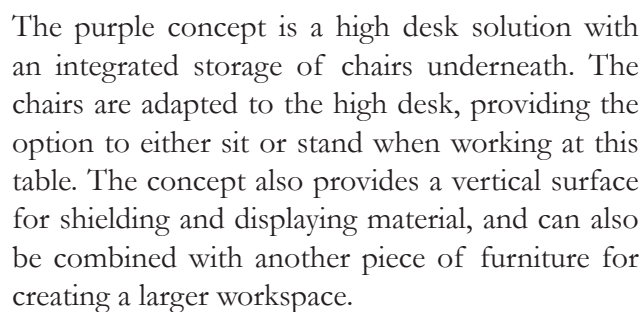 The purple concept is a high desk solution with
an integrated storage of chairs underneath. The
chairs are adapted to the high desk, providing the
option to either sit or stand when working at this
table. The concept also provides a vertical surface
for shielding and displaying material, and can also
be combined with another piece of furniture for
creating a larger workspace.